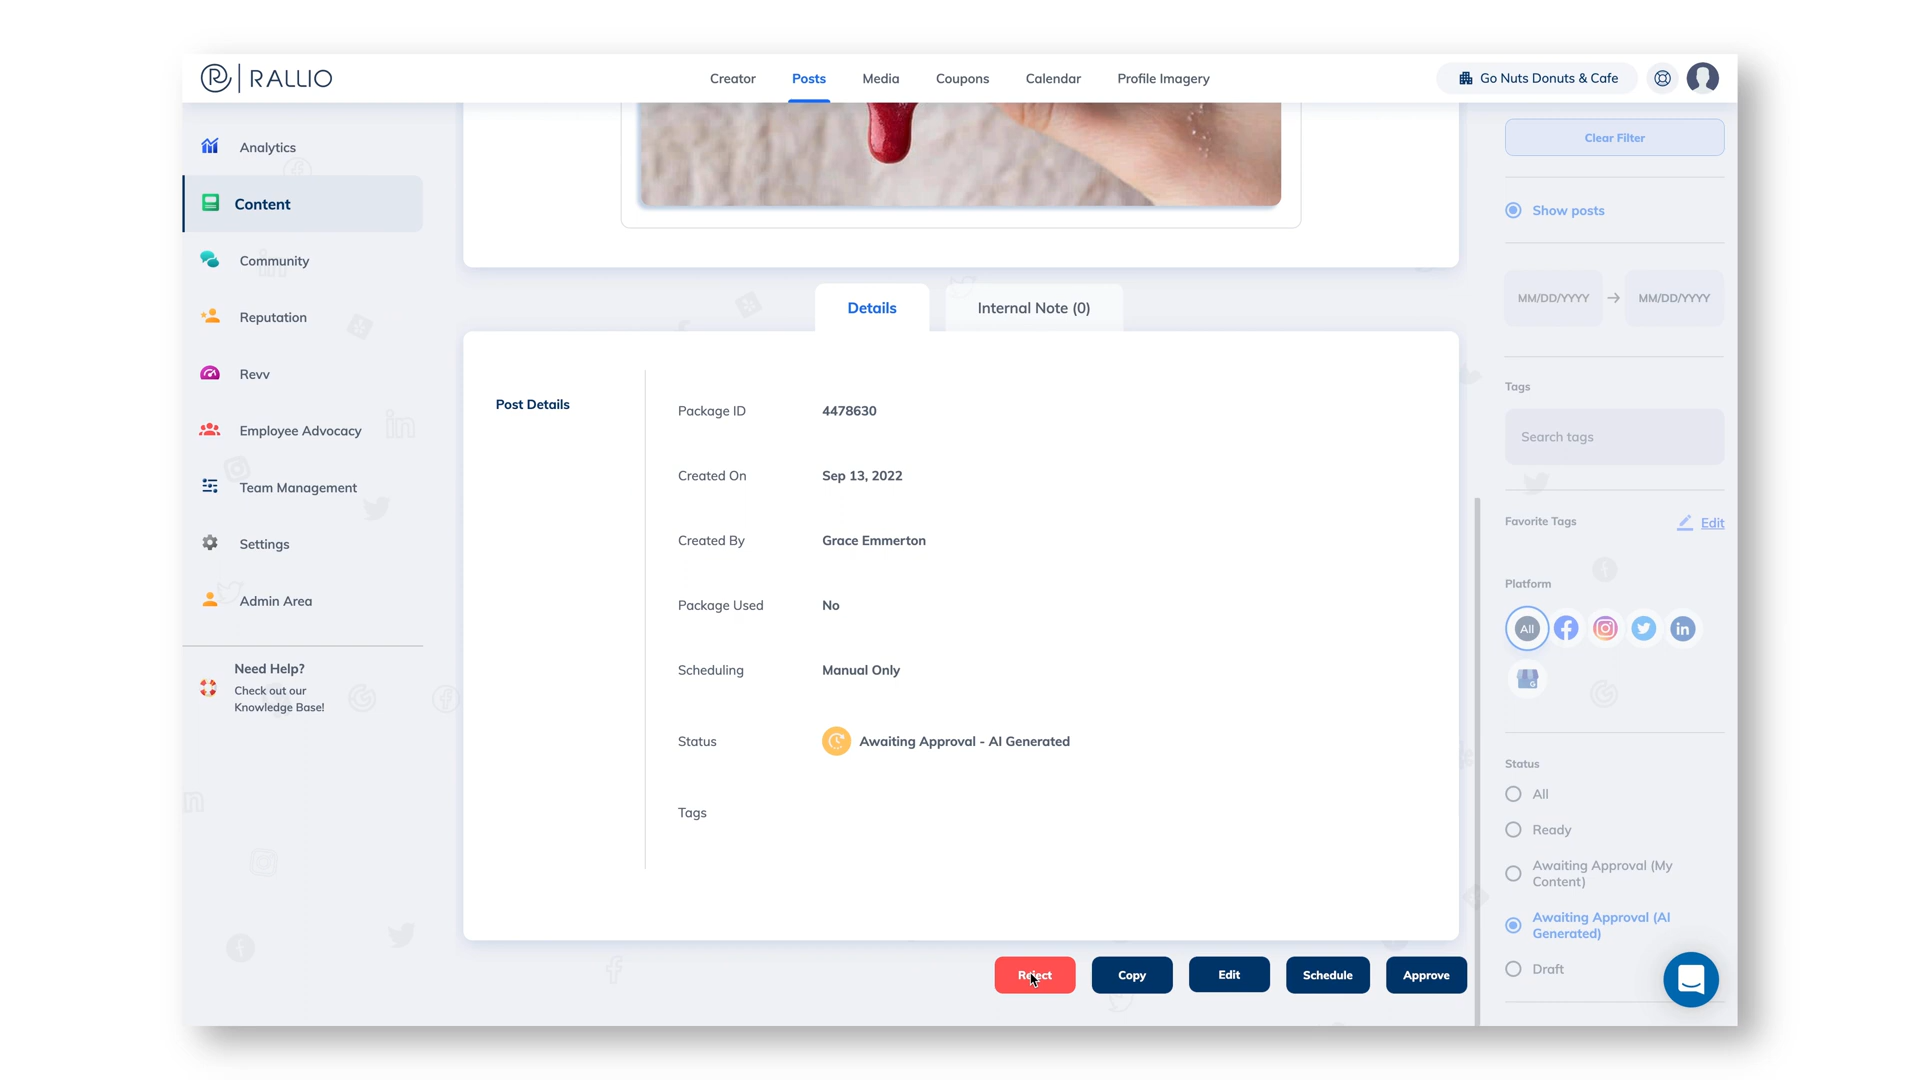 RALLIO
Creator
Posts
Media
Coupons
Calendar
Profile Imagery
Go Nuts Donuts & Cafe
Analytics
Content
Community
Reputation
Revv
Employee Advocacy
Team Management
Settings
Admin Area
Need Help?
Check out our
Knowledge Base!
Details
Internal Note (0)
Post Details
Package ID
4478630
Created On
Sep 13, 2022
Created By
Grace Emmerton
Package Used
No
Scheduling
Manual Only
Status
Awaiting Approval - AI Generated
Tags
Reject
Copy
Edit
Schedule
Approve
Clear Filter
Show posts
MM/DD/YYYY
MM/DD/YYYY
Tags
Search tags
Favorite Tags
Edit
Platform
All
Status
All
Ready
Awaiting Approval (My
Content)
Awaiting Approval (AI
Generated)
Draft